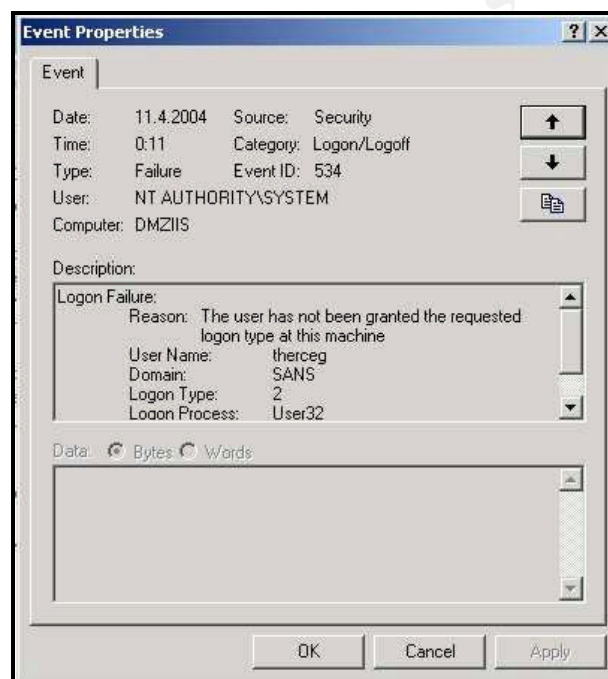 Event Properties
Event
Date: 11.4.2004 Source: Security
Time: 0:11 Category: Logon/Logoff
Type: Failure Event ID: 534
User: NT AUTHORITY\SYSTEM
Computer: DMZIIS
Description:
Logon Failure:
Reason: The user has not been granted the requested
logon type at this machine
User Name: therceg
Domain: SANS
Logon Type: 2
Logon Process: User32
Data: Bytes Words
OK Cancel Apply